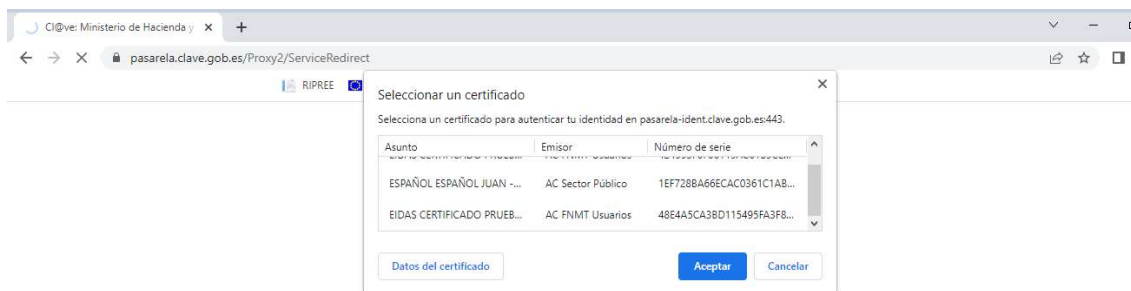 Cl@ve: Ministerio de Hacienda y
pasarela.clave.gob.es/Proxy2/ServiceRedirect
RIPREE
Seleccionar un certificado
Selecciona un certificado para autenticar tu identidad en pasarela-ident.clave.gob.es:443.
Asunto Emisor Número de serie
ESPAÑOL ESPAÑOL JUAN -... AC Sector Público 1EF728BA66ECAC0361C1AB...
EIDAS CERTIFICADO PRUEB... AC FNMT Usuarios 48E4A5CA3BD115495FA3F8...
Datos del certificado Aceptar Cancelar